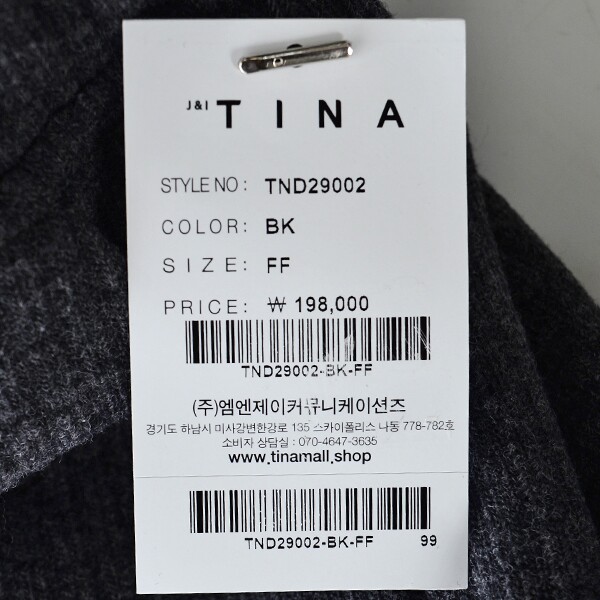 J&I TINA
STYLE NO: TND29002
COLOR: BK
SIZE: FF
PRICE: ₩ 198,000
TND29002-BK-FF
(주)엠엔제이커뮤니케이션즈
경기도 하남시 미사강변한강로 135 스카이폴리스 나동 778-782호
소비자 상담실 : 070-4647-3635
www.tinamall.shop
TND29002-BK-FF 99